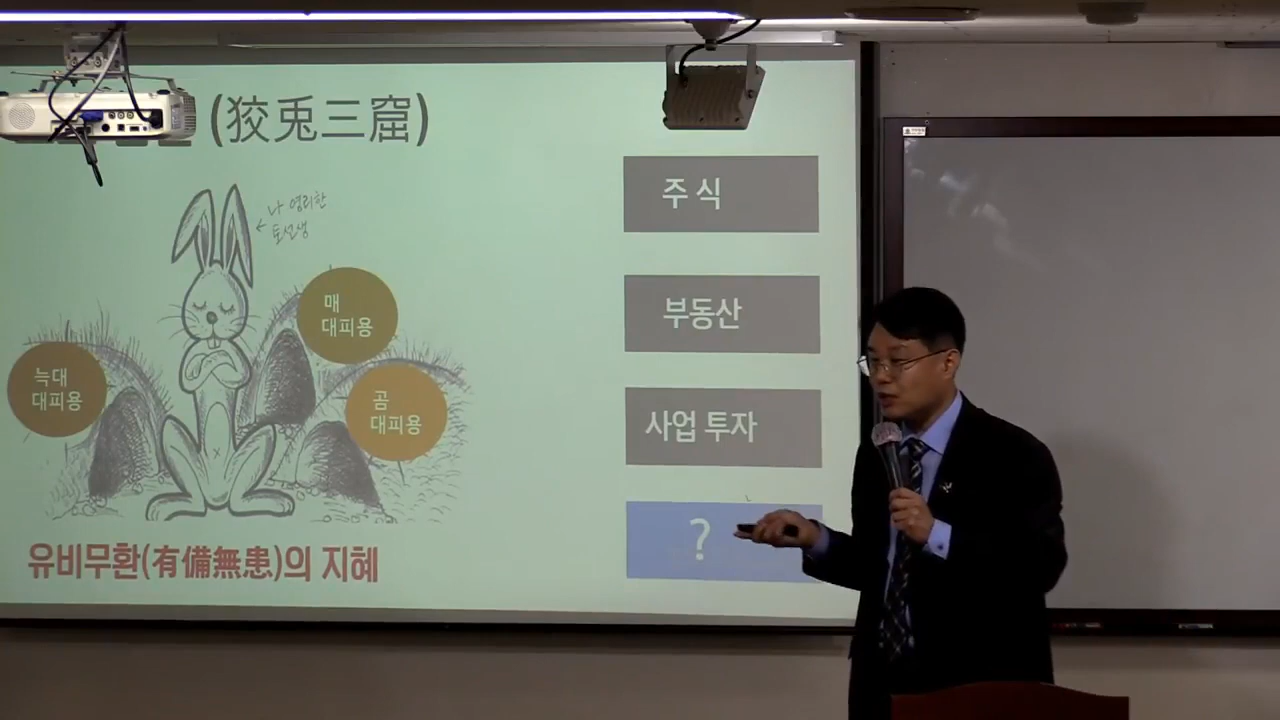 (狡兎三窟)
나 영리한
토선생
매
대피용
늑대
대피용
곰
대피용
유비무환(有備無患)의 지혜
주 식
부동산
사업 투자
?